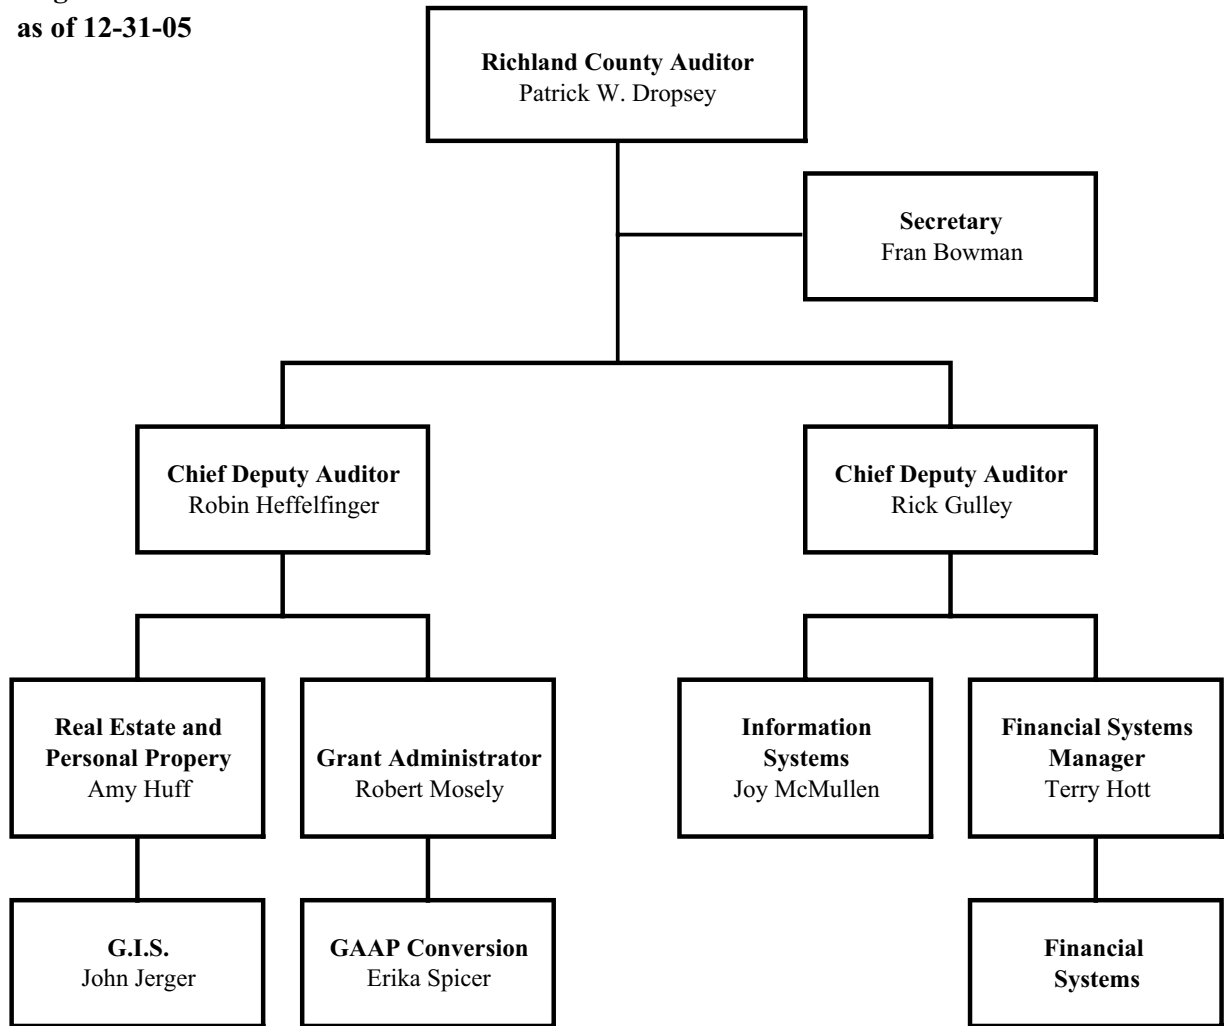 as of 12-31-05
Richland County Auditor
Patrick W. Dropsey
Secretary
Fran Bowman
Chief Deputy Auditor
Robin Heffelfinger
Chief Deputy Auditor
Rick Gulley
Real Estate and
Personal Propery
Amy Huff
Grant Administrator
Robert Mosely
Information
Systems
Joy McMullen
Financial Systems
Manager
Terry Hott
G.I.S.
John Jerger
GAAP Conversion
Erika Spicer
Financial
Systems